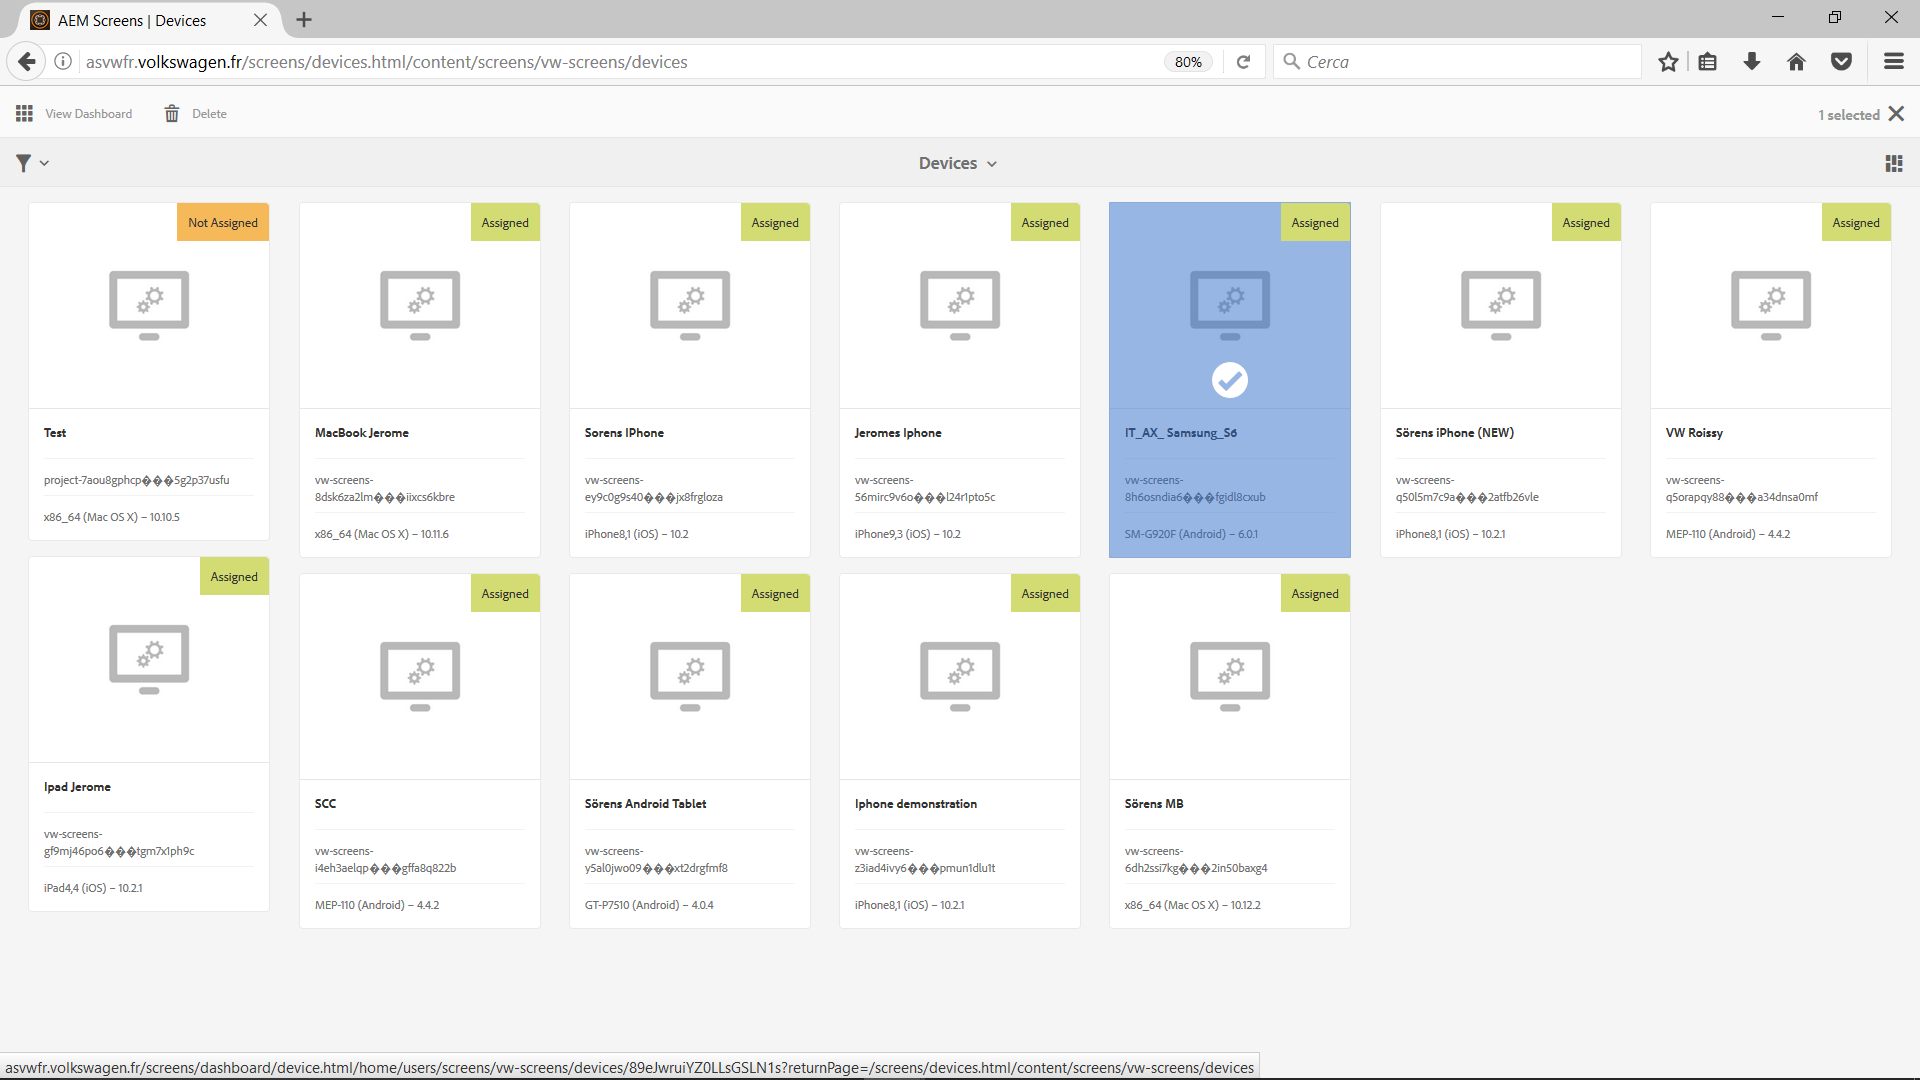 AEM Screens | Devices
asvwfr.volkswagen.fr/screens/devices.html/content/screens/vw-screens/devices
80%
Cerca
View Dashboard
Delete
1 selected
Devices
Not Assigned
Test
project-7aou8gphcp���5g2p37usfu
x86_64 (Mac OS X) – 10.10.5
Assigned
MacBook Jerome
vw-screens-
8dsk6za2lm���iixcs6kbre
x86_64 (Mac OS X) – 10.11.6
Assigned
Sorens IPhone
vw-screens-
ey9c0g9s40���jx8frgloza
iPhone8,1 (iOS) – 10.2
Assigned
Jeromes Iphone
vw-screens-
56mirc9v6o���l24r1pto5c
iPhone9,3 (iOS) – 10.2
Assigned
IT_AX_ Samsung_S6
vw-screens-
8h6osndia6���fgidl8cxub
SM-G920F (Android) – 6.0.1
Assigned
Sörens iPhone (NEW)
vw-screens-
q50l5m7c9a���2atfb26vle
iPhone8,1 (iOS) – 10.2.1
Assigned
VW Roissy
vw-screens-
q5orapqy88���a34dnsa0mf
MEP-110 (Android) – 4.4.2
Assigned
Ipad Jerome
vw-screens-
gf9mj46po6���tgm7x1ph9c
iPad4,4 (iOS) – 10.2.1
Assigned
SCC
vw-screens-
i4eh3aelqp���gffa8q822b
MEP-110 (Android) – 4.4.2
Assigned
Sörens Android Tablet
vw-screens-
y5al0jwo09���xt2drgfmf8
GT-P7510 (Android) – 4.0.4
Assigned
Iphone demonstration
vw-screens-
z3iad4ivy6���pmun1dlu1t
iPhone8,1 (iOS) – 10.2.1
Assigned
Sörens MB
vw-screens-
6dh2ssi7kg���2in50baxg4
x86_64 (Mac OS X) – 10.12.2
asvwfr.volkswagen.fr/screens/dashboard/device.html/home/users/screens/vw-screens/devices/89eJwruiYZ0LLsGSLN1s?returnPage=/screens/devices.html/content/screens/vw-screens/devices